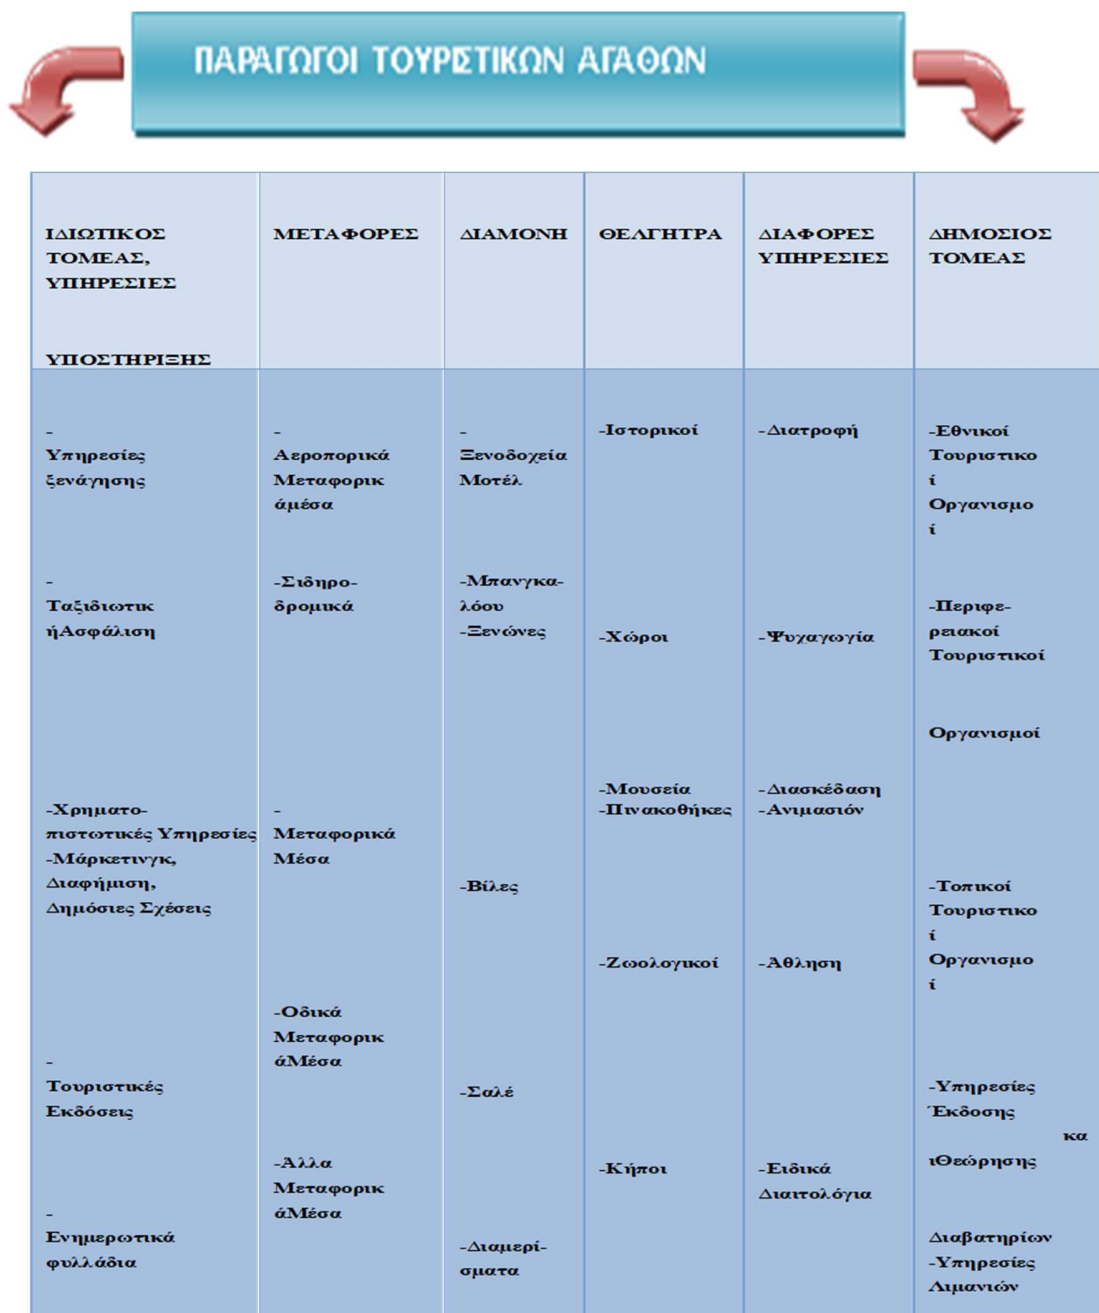 ΠΑΡΑΓΩΓΟΙ ΤΟΥΡΙΣΤΙΚΩΝ ΑΓΑΘΩΝ
ΙΔΙΩΤΙΚΟΣ
ΤΟΜΕΑΣ,
ΥΠΗΡΕΣΙΕΣ
ΥΠΟΣΤΗΡΙΞΗΣ
ΜΕΤΑΦΟΡΕΣ
ΔΙΑΜΟΝΗ
ΘΕΛΓΗΤΡΑ
ΔΙΑΦΟΡΕΣ
ΥΠΗΡΕΣΙΕΣ
ΔΗΜΟΣΙΟΣ
ΤΟΜΕΑΣ
-
Υπηρεσίες
ξενάγησης
-
Ταξιδιωτικ
ήΑσφάλιση
-Χρηματο-
πιστωτικές Υπηρεσίες
-Μάρκετινγκ,
Διαφήμιση,
Δημόσιες Σχέσεις
-
Τουριστικές
Εκδόσεις
-
Ενημερωτικά
φυλλάδια
-
Αεροπορικά
Μεταφορικ
άμέσα
-Σιδηρο-
δρομικά
-
Μεταφορικά
Μέσα
-Οδικά
Μεταφορικ
άΜέσα
-Άλλα
Μεταφορικ
άΜέσα
-
Ξενοδοχεία
Μοτέλ
-Μπανγκα-
λόου
-Ξενώνες
-Βίλες
-Σαλέ
-Διαμερί-
σματα
-Ιστορικοί
-Χώροι
-Μουσεία
-Πινακοθήκες
-Ζωολογικοί
-Κήποι
-Διατροφή
-Ψυχαγωγία
-Διασκέδαση
-Ανιμασιόν
-Άθληση
-Ειδικά
Διαιτολόγια
-Εθνικοί
Τουριστικο
ί
Οργανισμο
ί
-Περιφε-
ρειακοί
Τουριστικοί
Οργανισμοί
-Τοπικοί
Τουριστικο
ί
Οργανισμο
ί
-Υπηρεσίες
Έκδοσης
κα
ιΘεώρησης
Διαβατηρίων
-Υπηρεσίες
Λιμανιών